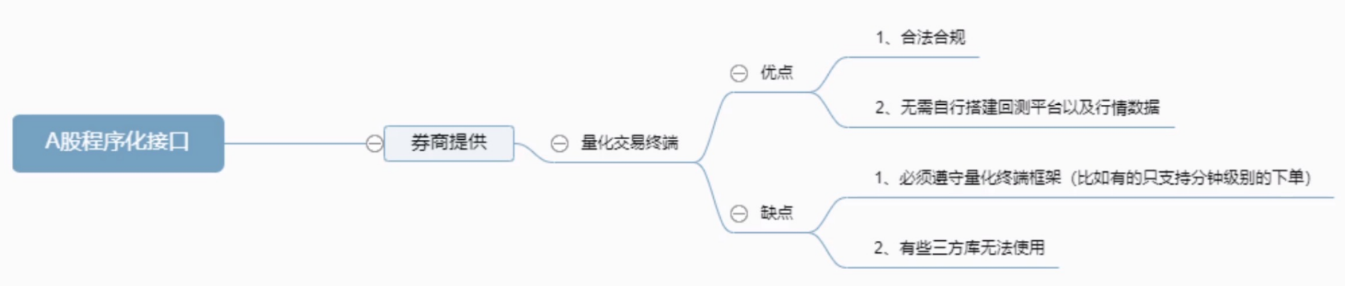 A股程序化接口
券商提供
量化交易终端
优点
1、合法合规
2、无需自行搭建回测平台以及行情数据
缺点
1、必须遵守量化终端框架（比如有的只支持分钟级别的下单）
2、有些三方库无法使用